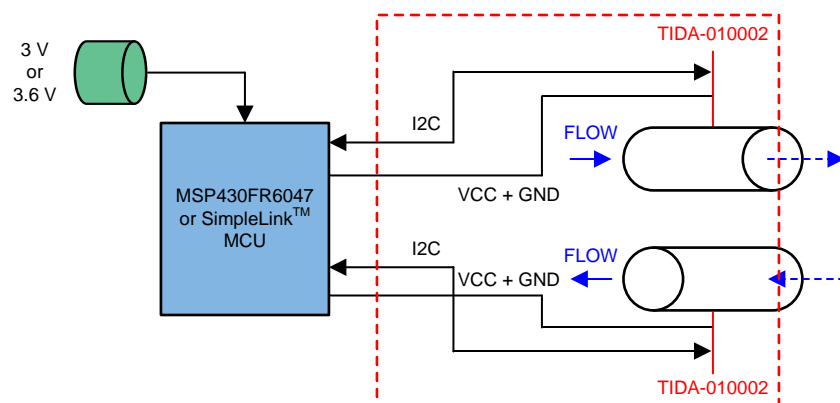 3 V
or
3.6 V
TIDA-010002
I2C
FLOW
MSP430FR6047
or SimpleLink™
MCU
VCC + GND
I2C
FLOW
VCC + GND
TIDA-010002